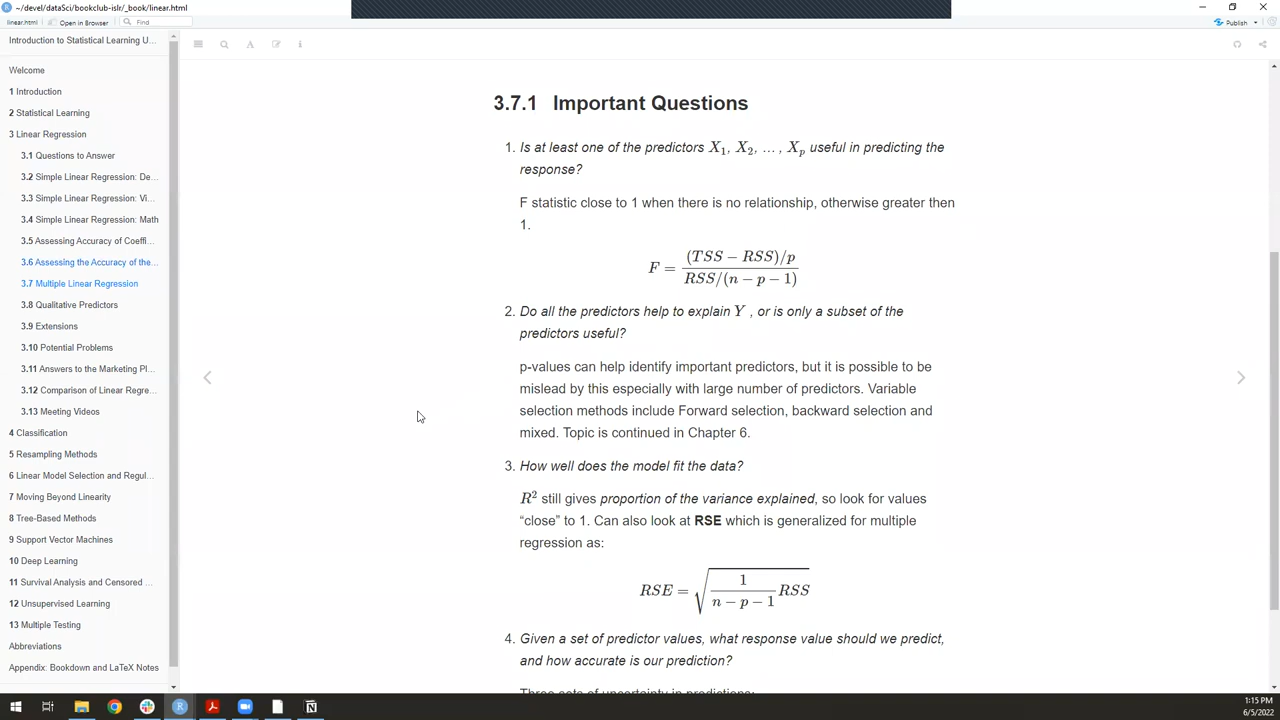 ~/devel/dataSci/bookclub-islr/_book/linear.html
linear.html
Open in Browser
Find
Publish
Introduction to Statistical Learning U...
Welcome
1 Introduction
2 Statistical Learning
3 Linear Regression
3.1 Questions to Answer
3.2 Simple Linear Regression: De...
3.3 Simple Linear Regression: Vi...
3.4 Simple Linear Regression: Math
3.5 Assessing Accuracy of Coeffi...
3.6 Assessing the Accuracy of the...
3.7 Multiple Linear Regression
3.8 Qualitative Predictors
3.9 Extensions
3.10 Potential Problems
3.11 Answers to the Marketing Pl...
3.12 Comparison of Linear Regre...
3.13 Meeting Videos
4 Classification
5 Resampling Methods
6 Linear Model Selection and Regul...
7 Moving Beyond Linearity
8 Tree-Based Methods
9 Support Vector Machines
10 Deep Learning
11 Survival Analysis and Censored ...
12 Unsupervised Learning
13 Multiple Testing
Abbreviations
Appendix: Bookdown and LaTeX Notes
3.7.1 Important Questions
1. Is at least one of the predictors X₁, X₂, …, Xₚ useful in predicting the
response?
F statistic close to 1 when there is no relationship, otherwise greater then
1.
F = (TSS − RSS)/p
RSS/(n − p − 1)
2. Do all the predictors help to explain Y , or is only a subset of the
predictors useful?
p-values can help identify important predictors, but it is possible to be
mislead by this especially with large number of predictors. Variable
selection methods include Forward selection, backward selection and
mixed. Topic is continued in Chapter 6.
3. How well does the model fit the data?
R² still gives proportion of the variance explained, so look for values
“close” to 1. Can also look at RSE which is generalized for multiple
regression as:
RSE = √ 1
n − p − 1 RSS
4. Given a set of predictor values, what response value should we predict,
and how accurate is our prediction?
Three sets of uncertainty in predictions:
1:15 PM
6/5/2022